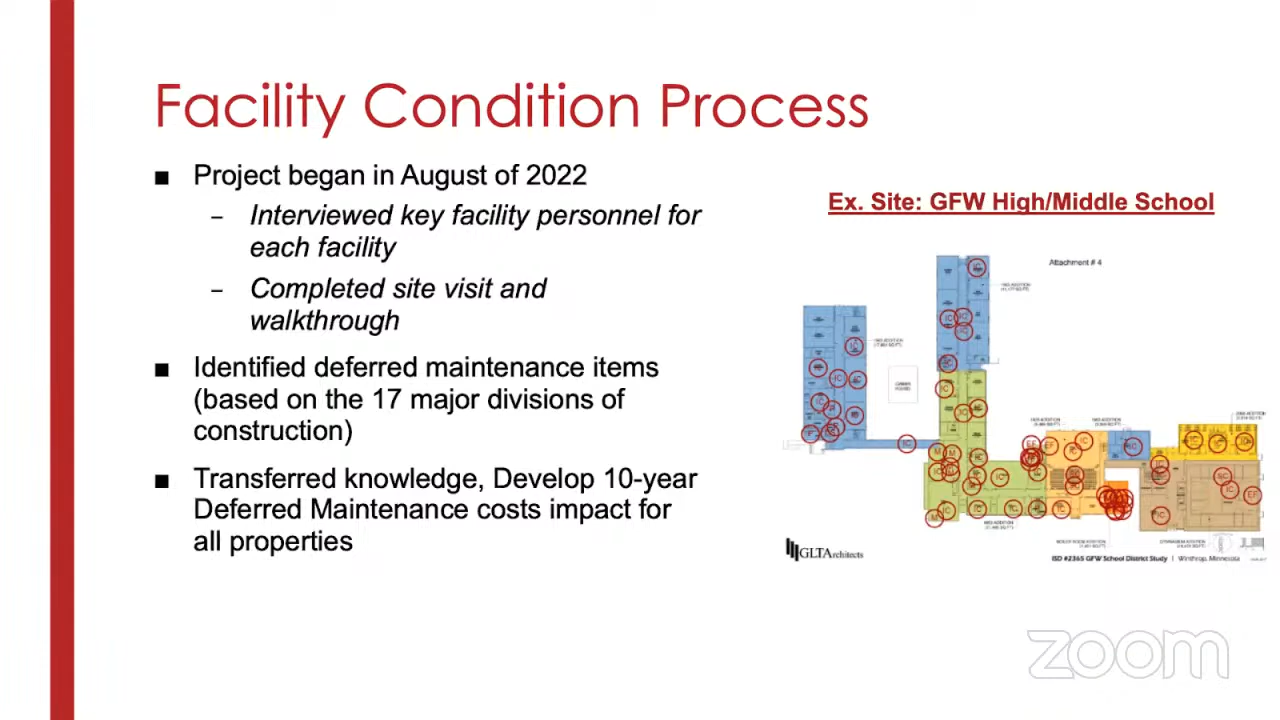 Facility Condition Process
■ Project began in August of 2022
– Interviewed key facility personnel for
each facility
– Completed site visit and
walkthrough
■ Identified deferred maintenance items
(based on the 17 major divisions of
construction)
■ Transferred knowledge, Develop 10-year
Deferred Maintenance costs impact for
all properties
Ex. Site: GFW High/Middle School
Attachment # 4
GLTArchitects
ISD #2365 GFW School District Study | Winthrop, Minnesota
zoom